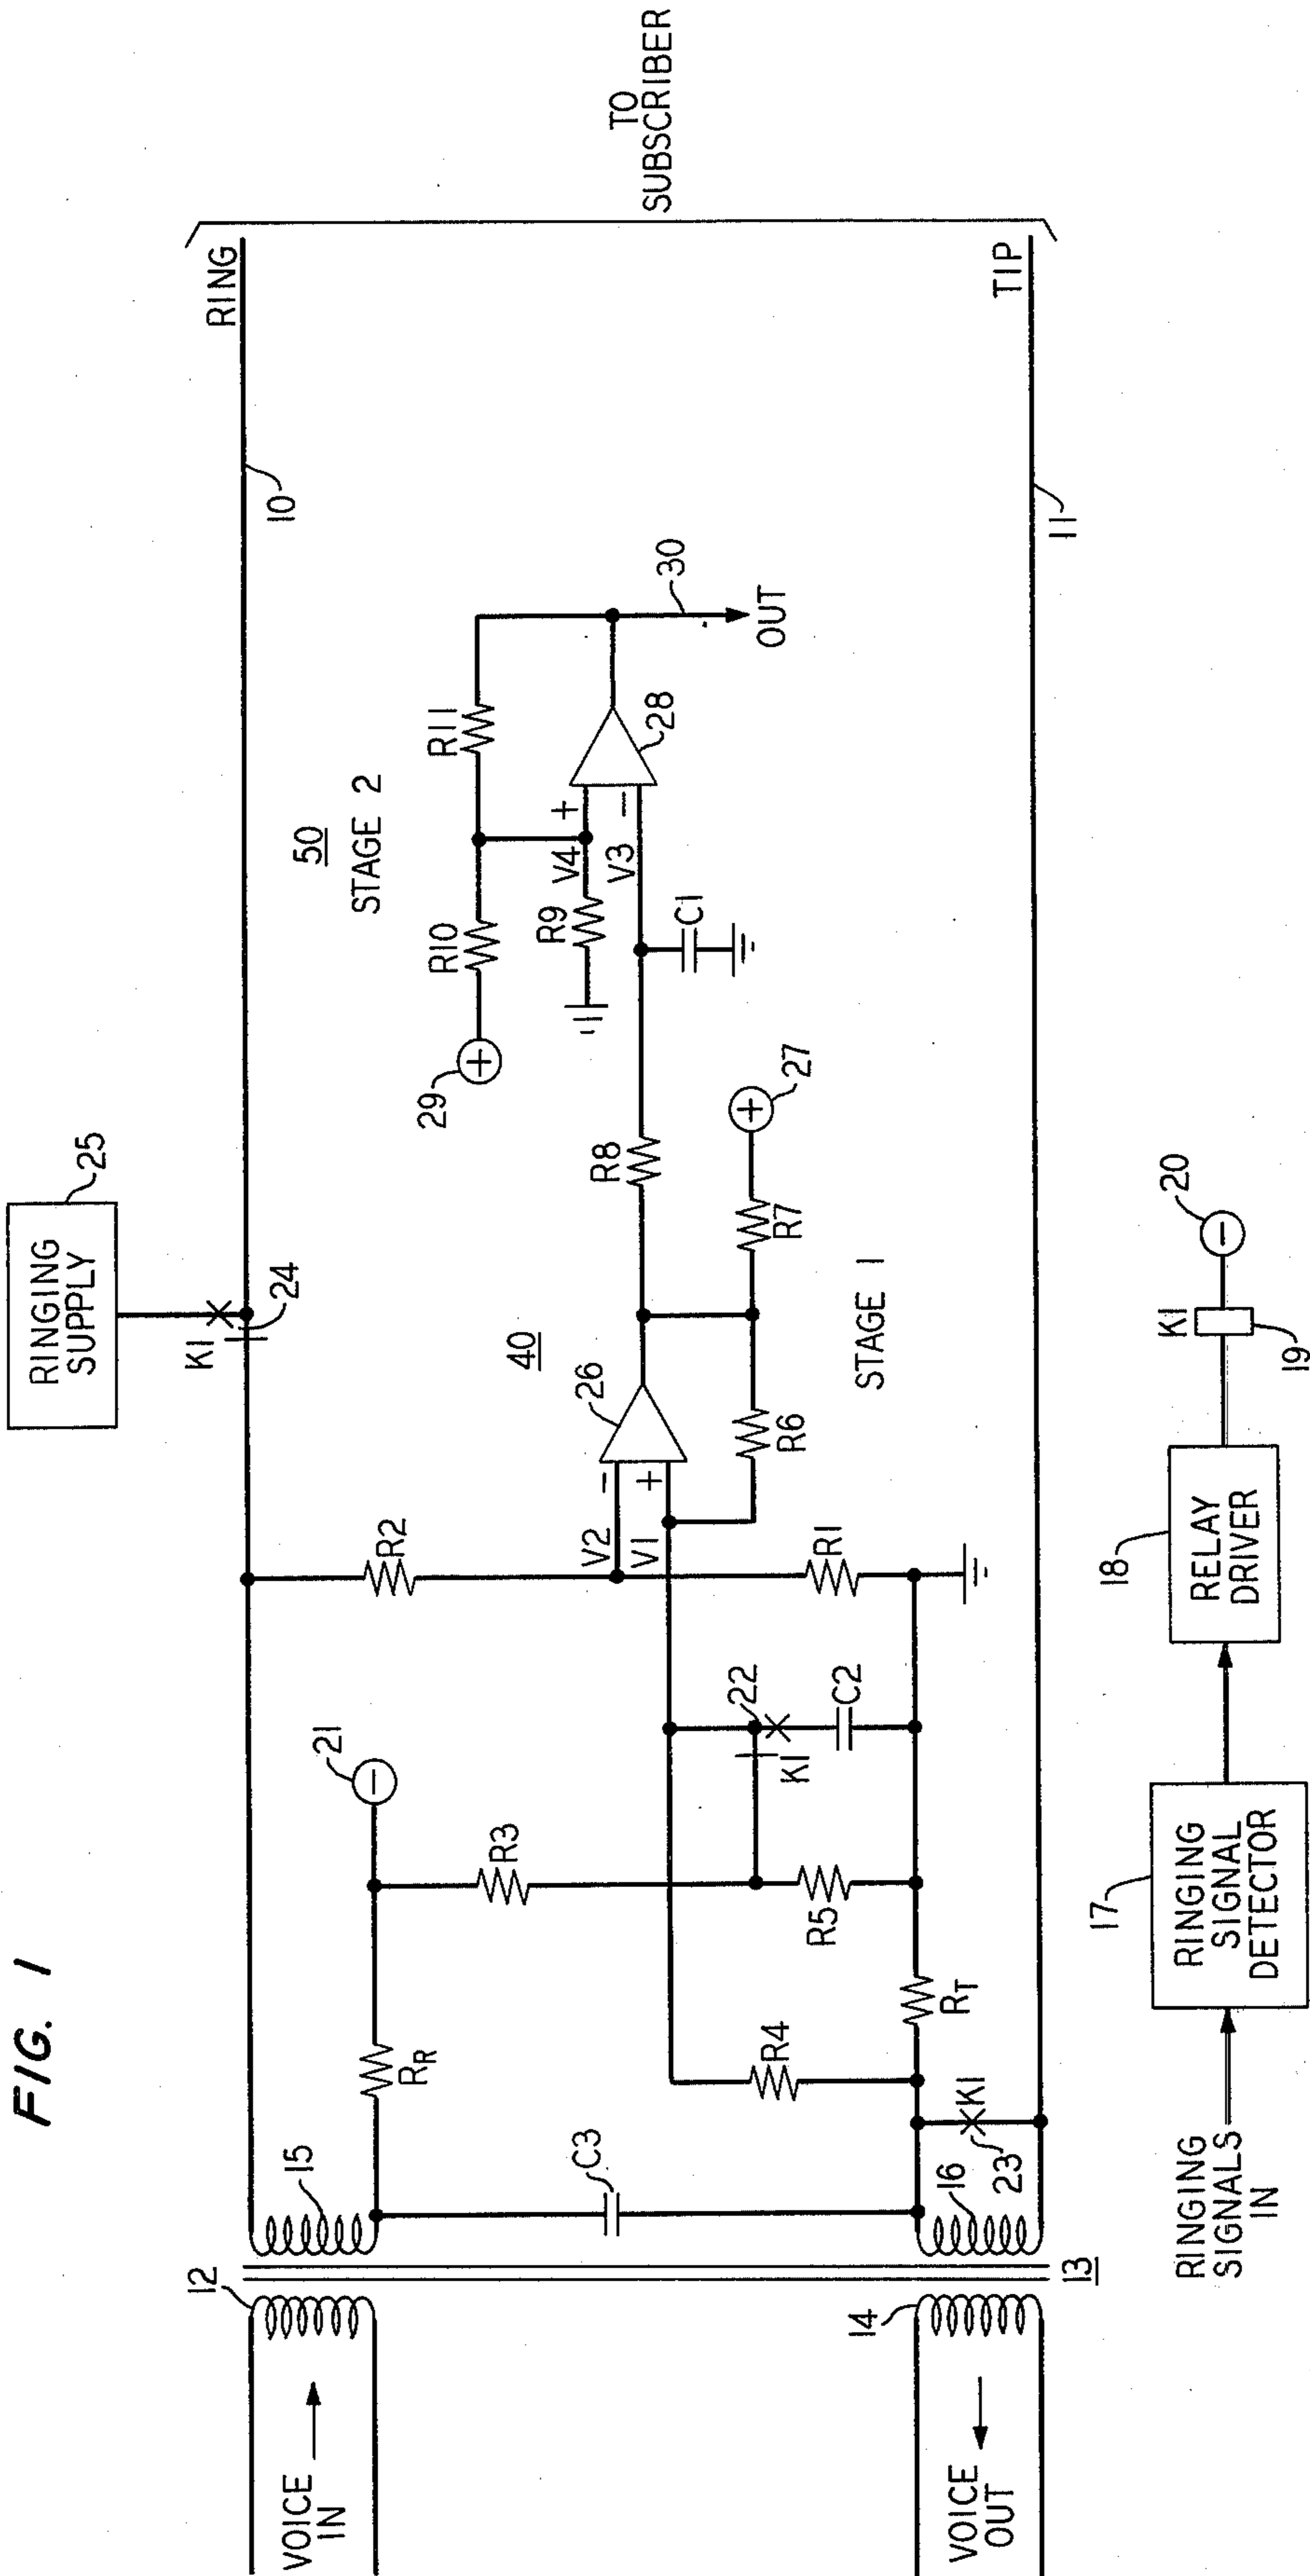 FIG. 1
RINGING
SUPPLY
25
K1
24
RING
10
TO
SUBSCRIBER
TIP
11
VOICE
IN
12
15
RR
21
R3
R2
C3
R4
22
K1
C2
R5
RT
R1
V2
V1
−
+
26
40
R6
R7
27
+
STAGE 1
R8
C1
29
+
R10
R11
R9
V4
V3
+
−
28
50
STAGE 2
30
OUT
VOICE
OUT
14
16
13
23
K1
RINGING
SIGNALS
IN
17
RINGING
SIGNAL
DETECTOR
18
RELAY
DRIVER
K1
19
20
−
−